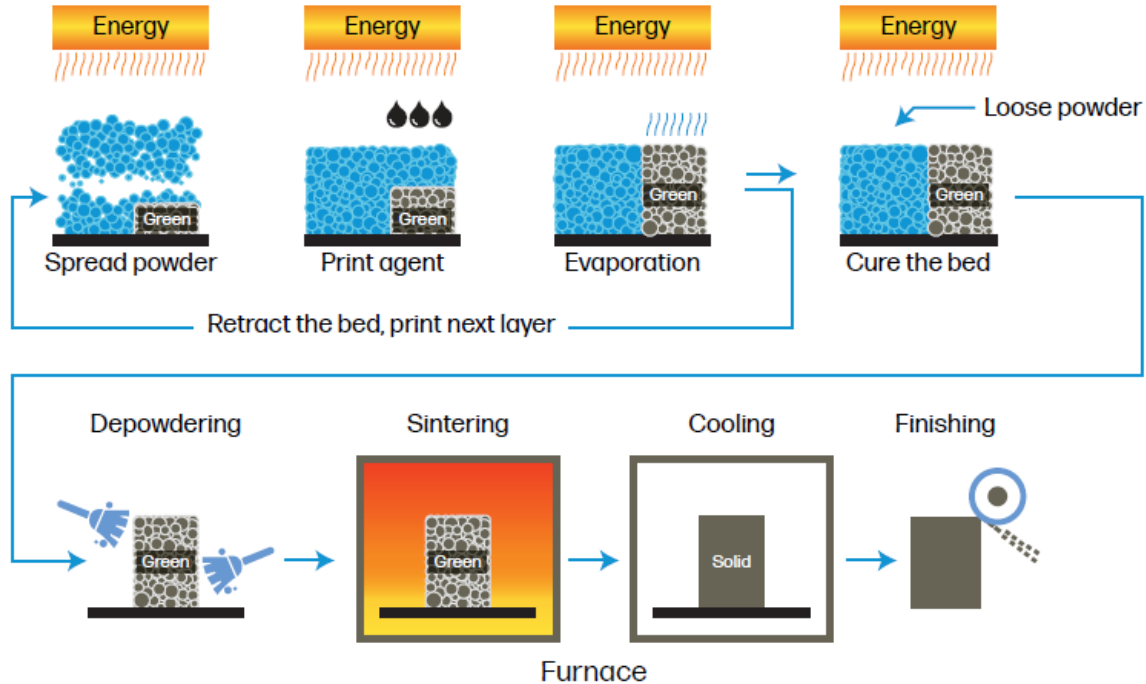 Energy
Energy
Energy
Energy
Loose powder
Green
Green
Green
Green
Spread powder
Print agent
Evaporation
Cure the bed
Retract the bed, print next layer
Depowdering
Sintering
Cooling
Finishing
Green
Green
Solid
Furnace